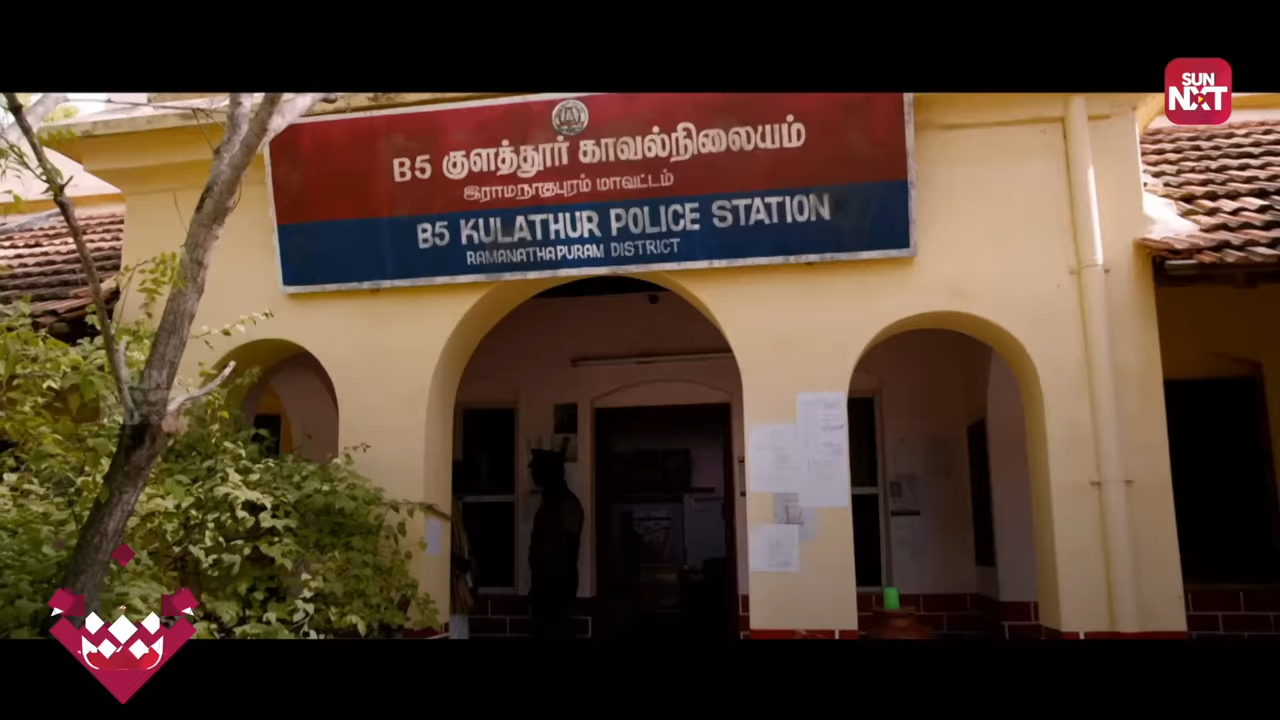 SUN
NXT
B5 குளத்தூர் காவல்நிலையம்
இராமநாதபுரம் மாவட்டம்
B5 KULATHUR POLICE STATION
RAMANATHAPURAM DISTRICT